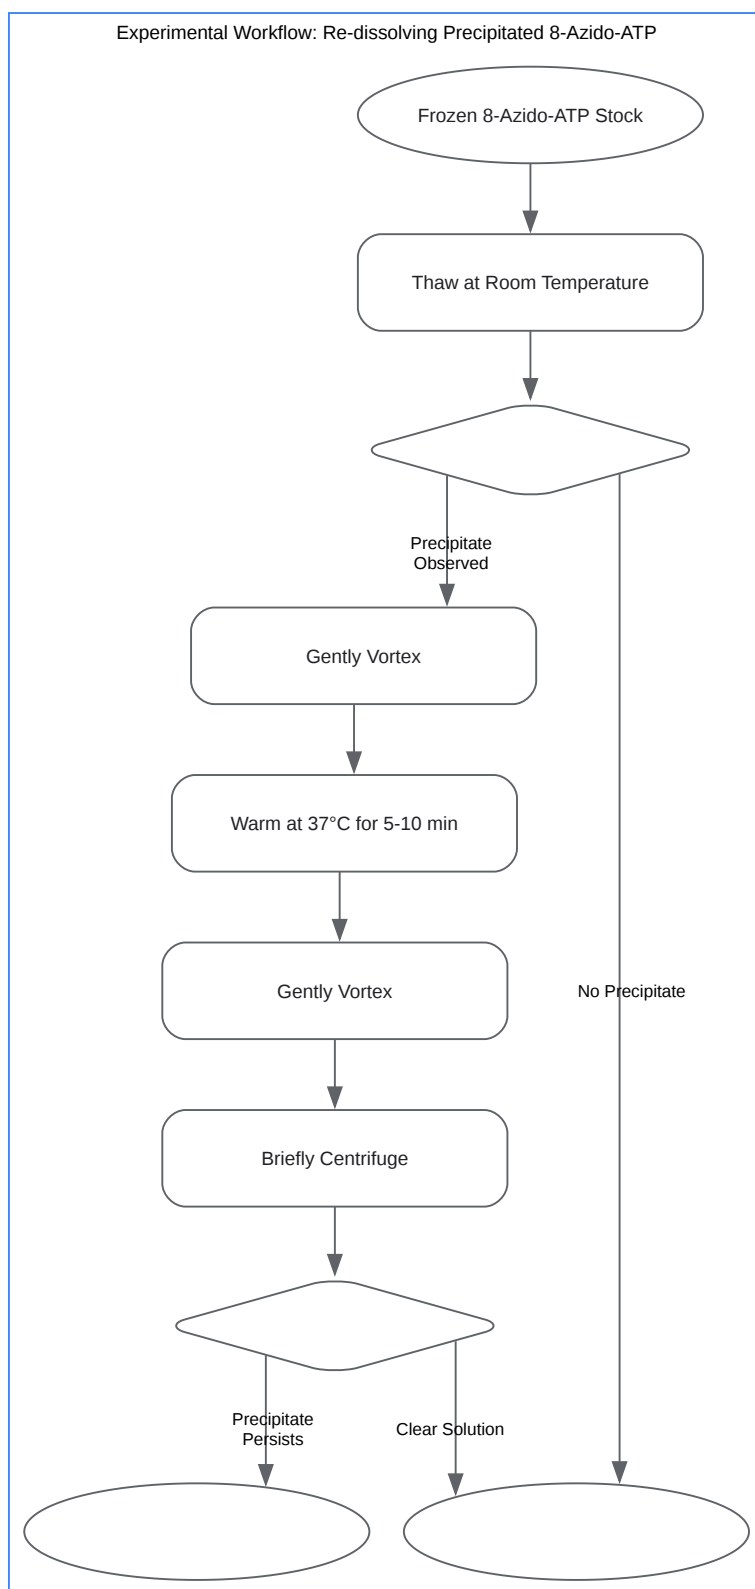 Experimental Workflow: Re-dissolving Precipitated 8-Azido-ATP
Frozen 8-Azido-ATP Stock
Thaw at Room Temperature
Precipitate
Observed
Gently Vortex
Warm at 37°C for 5-10 min
Gently Vortex
No Precipitate
Briefly Centrifuge
Precipitate
Persists
Clear Solution